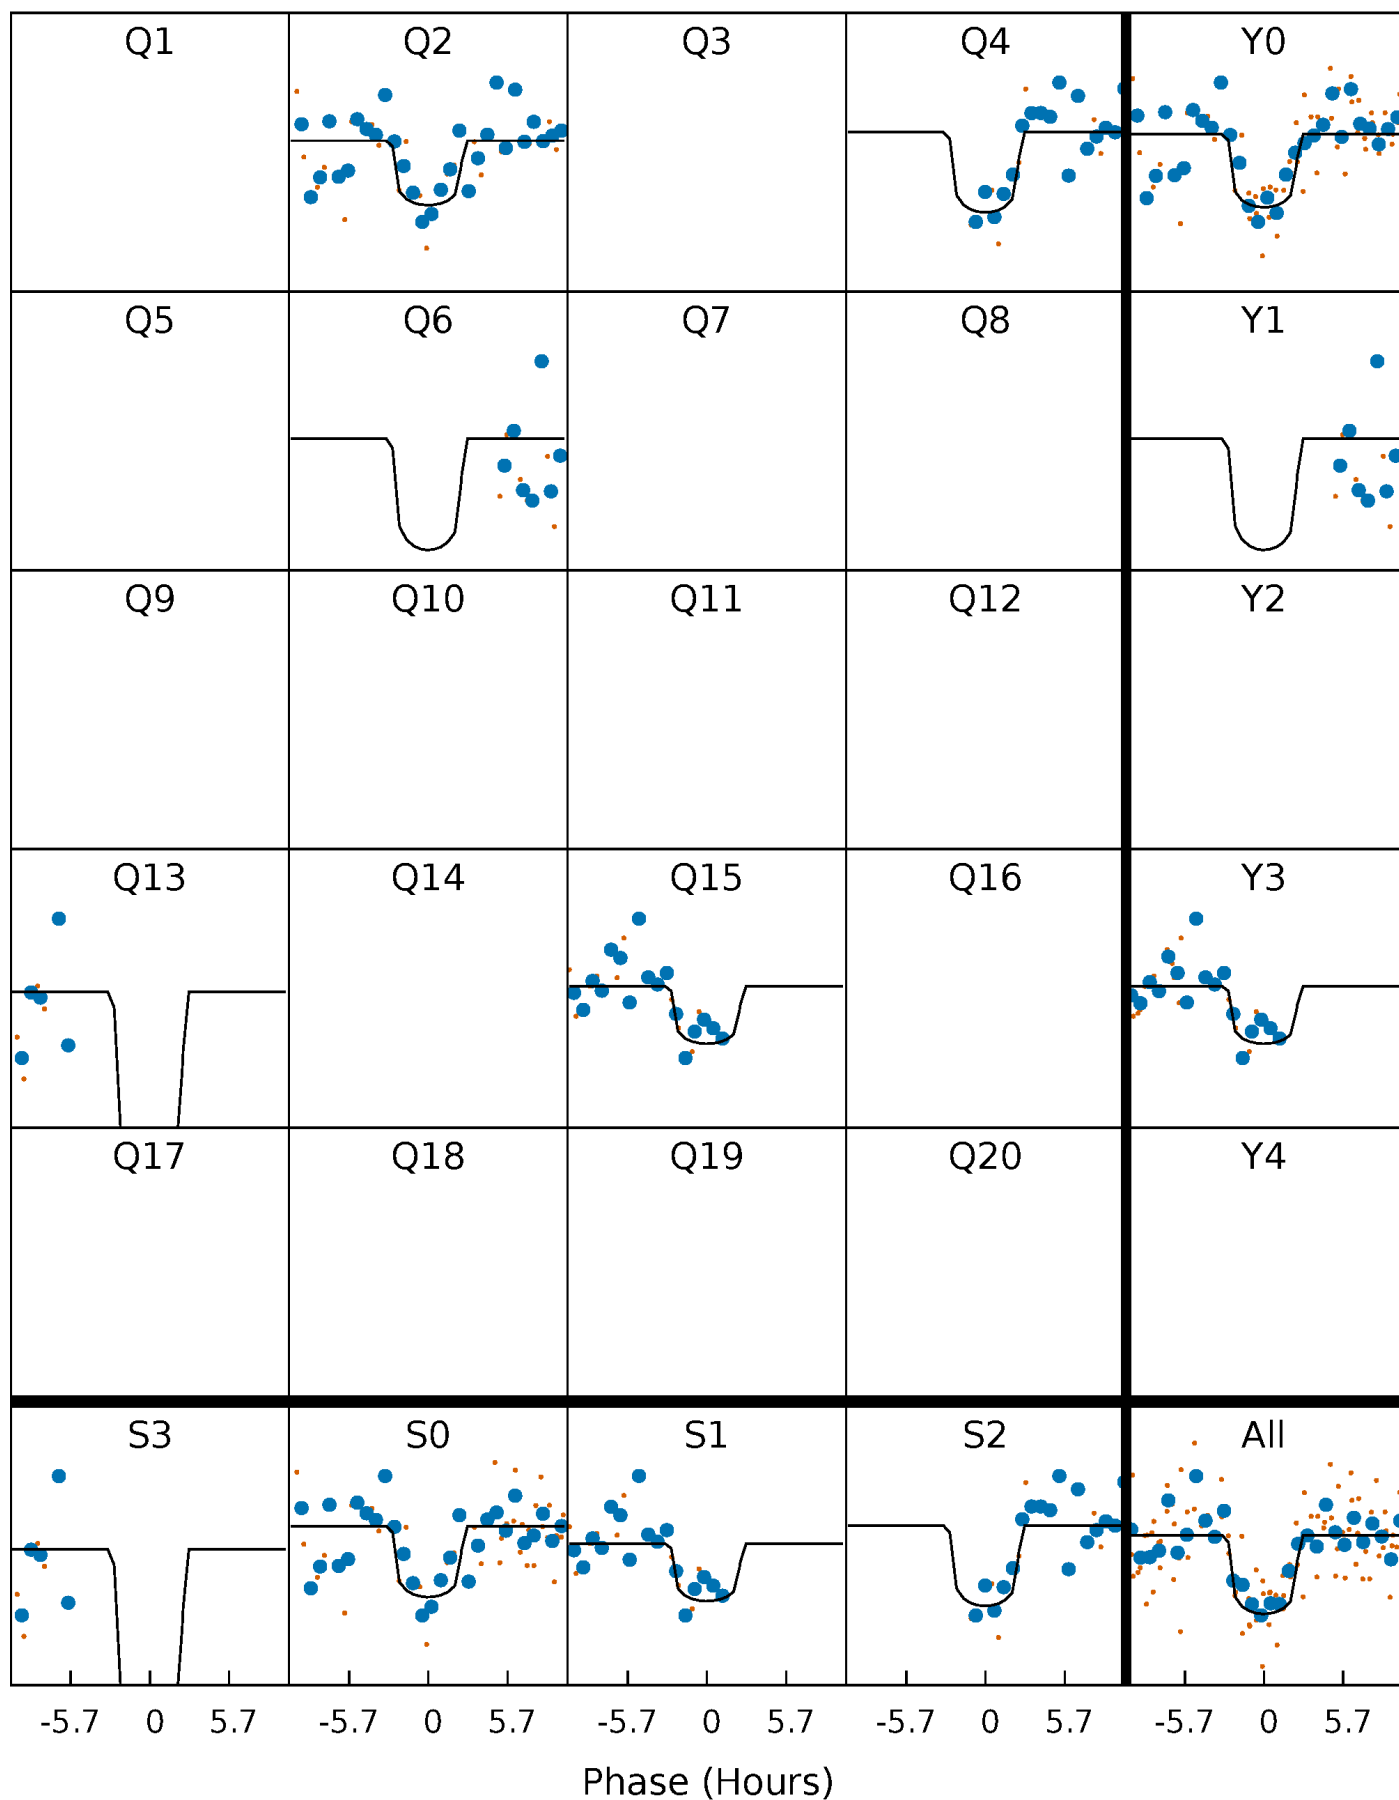 Q1 Q2 Q3 Q4 Y0
Q5 Q6 Q7 Q8 Y1
Q9 Q10 Q11 Q12 Y2
Q13 Q14 Q15 Q16 Y3
Q17 Q18 Q19 Q20 Y4
S3 S0 S1 S2 All
-5.7 0 5.7 -5.7 0 5.7 -5.7 0 5.7 -5.7 0 5.7 -5.7 0 5.7
Phase (Hours)